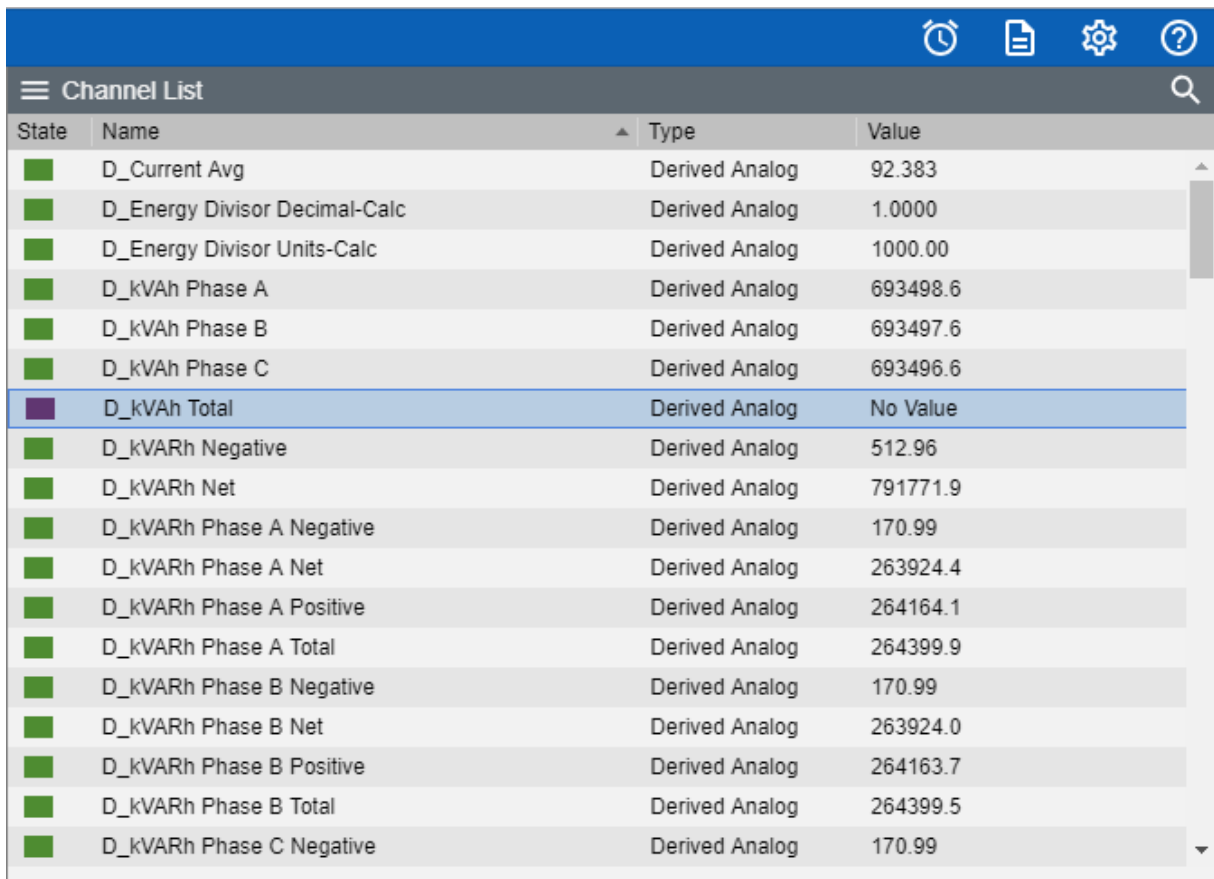 Channel List
State Name Type Value
D_Current Avg Derived Analog 92.383
D_Energy Divisor Decimal-Calc Derived Analog 1.0000
D_Energy Divisor Units-Calc Derived Analog 1000.00
D_kVAh Phase A Derived Analog 693498.6
D_kVAh Phase B Derived Analog 693497.6
D_kVAh Phase C Derived Analog 693496.6
D_kVAh Total Derived Analog No Value
D_kVARh Negative Derived Analog 512.96
D_kVARh Net Derived Analog 791771.9
D_kVARh Phase A Negative Derived Analog 170.99
D_kVARh Phase A Net Derived Analog 263924.4
D_kVARh Phase A Positive Derived Analog 264164.1
D_kVARh Phase A Total Derived Analog 264399.9
D_kVARh Phase B Negative Derived Analog 170.99
D_kVARh Phase B Net Derived Analog 263924.0
D_kVARh Phase B Positive Derived Analog 264163.7
D_kVARh Phase B Total Derived Analog 264399.5
D_kVARh Phase C Negative Derived Analog 170.99